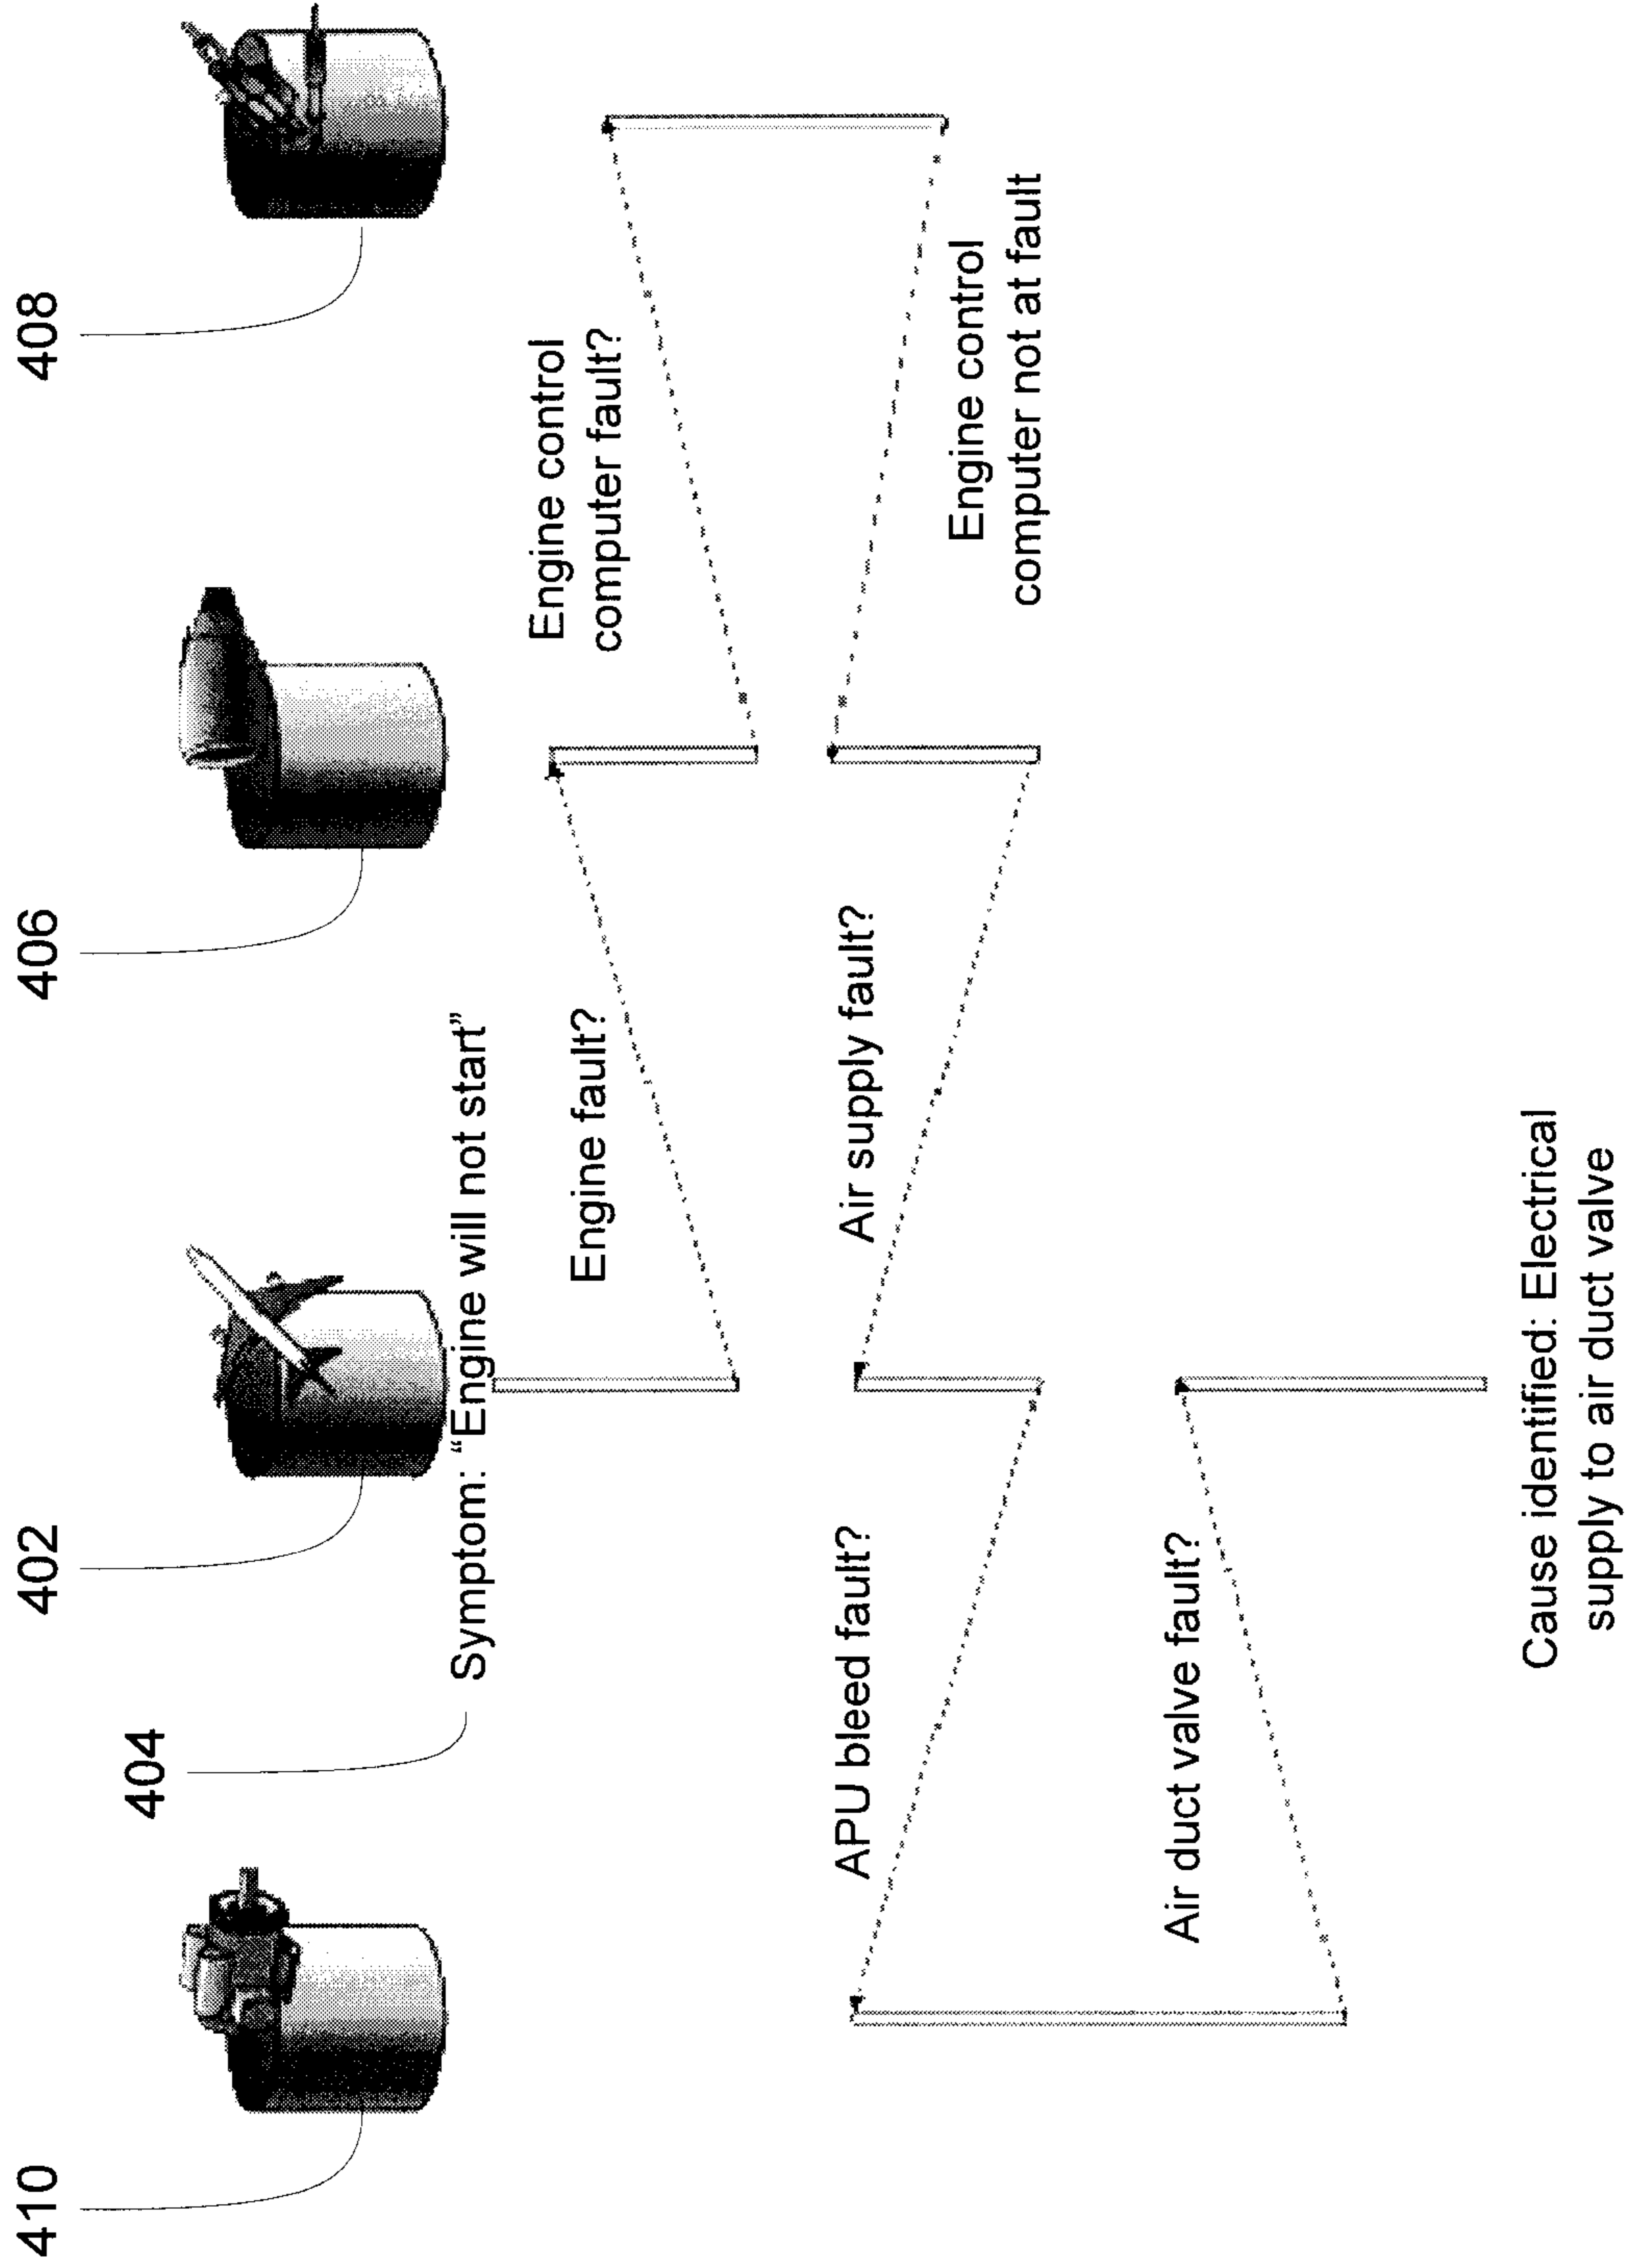 410
402
406
408
404
Symptom: “Engine will not start”
Engine fault?
Engine control
computer fault?
APU bleed fault?
Air supply fault?
Engine control
computer not at fault
Air duct valve fault?
Cause identified: Electrical
supply to air duct valve